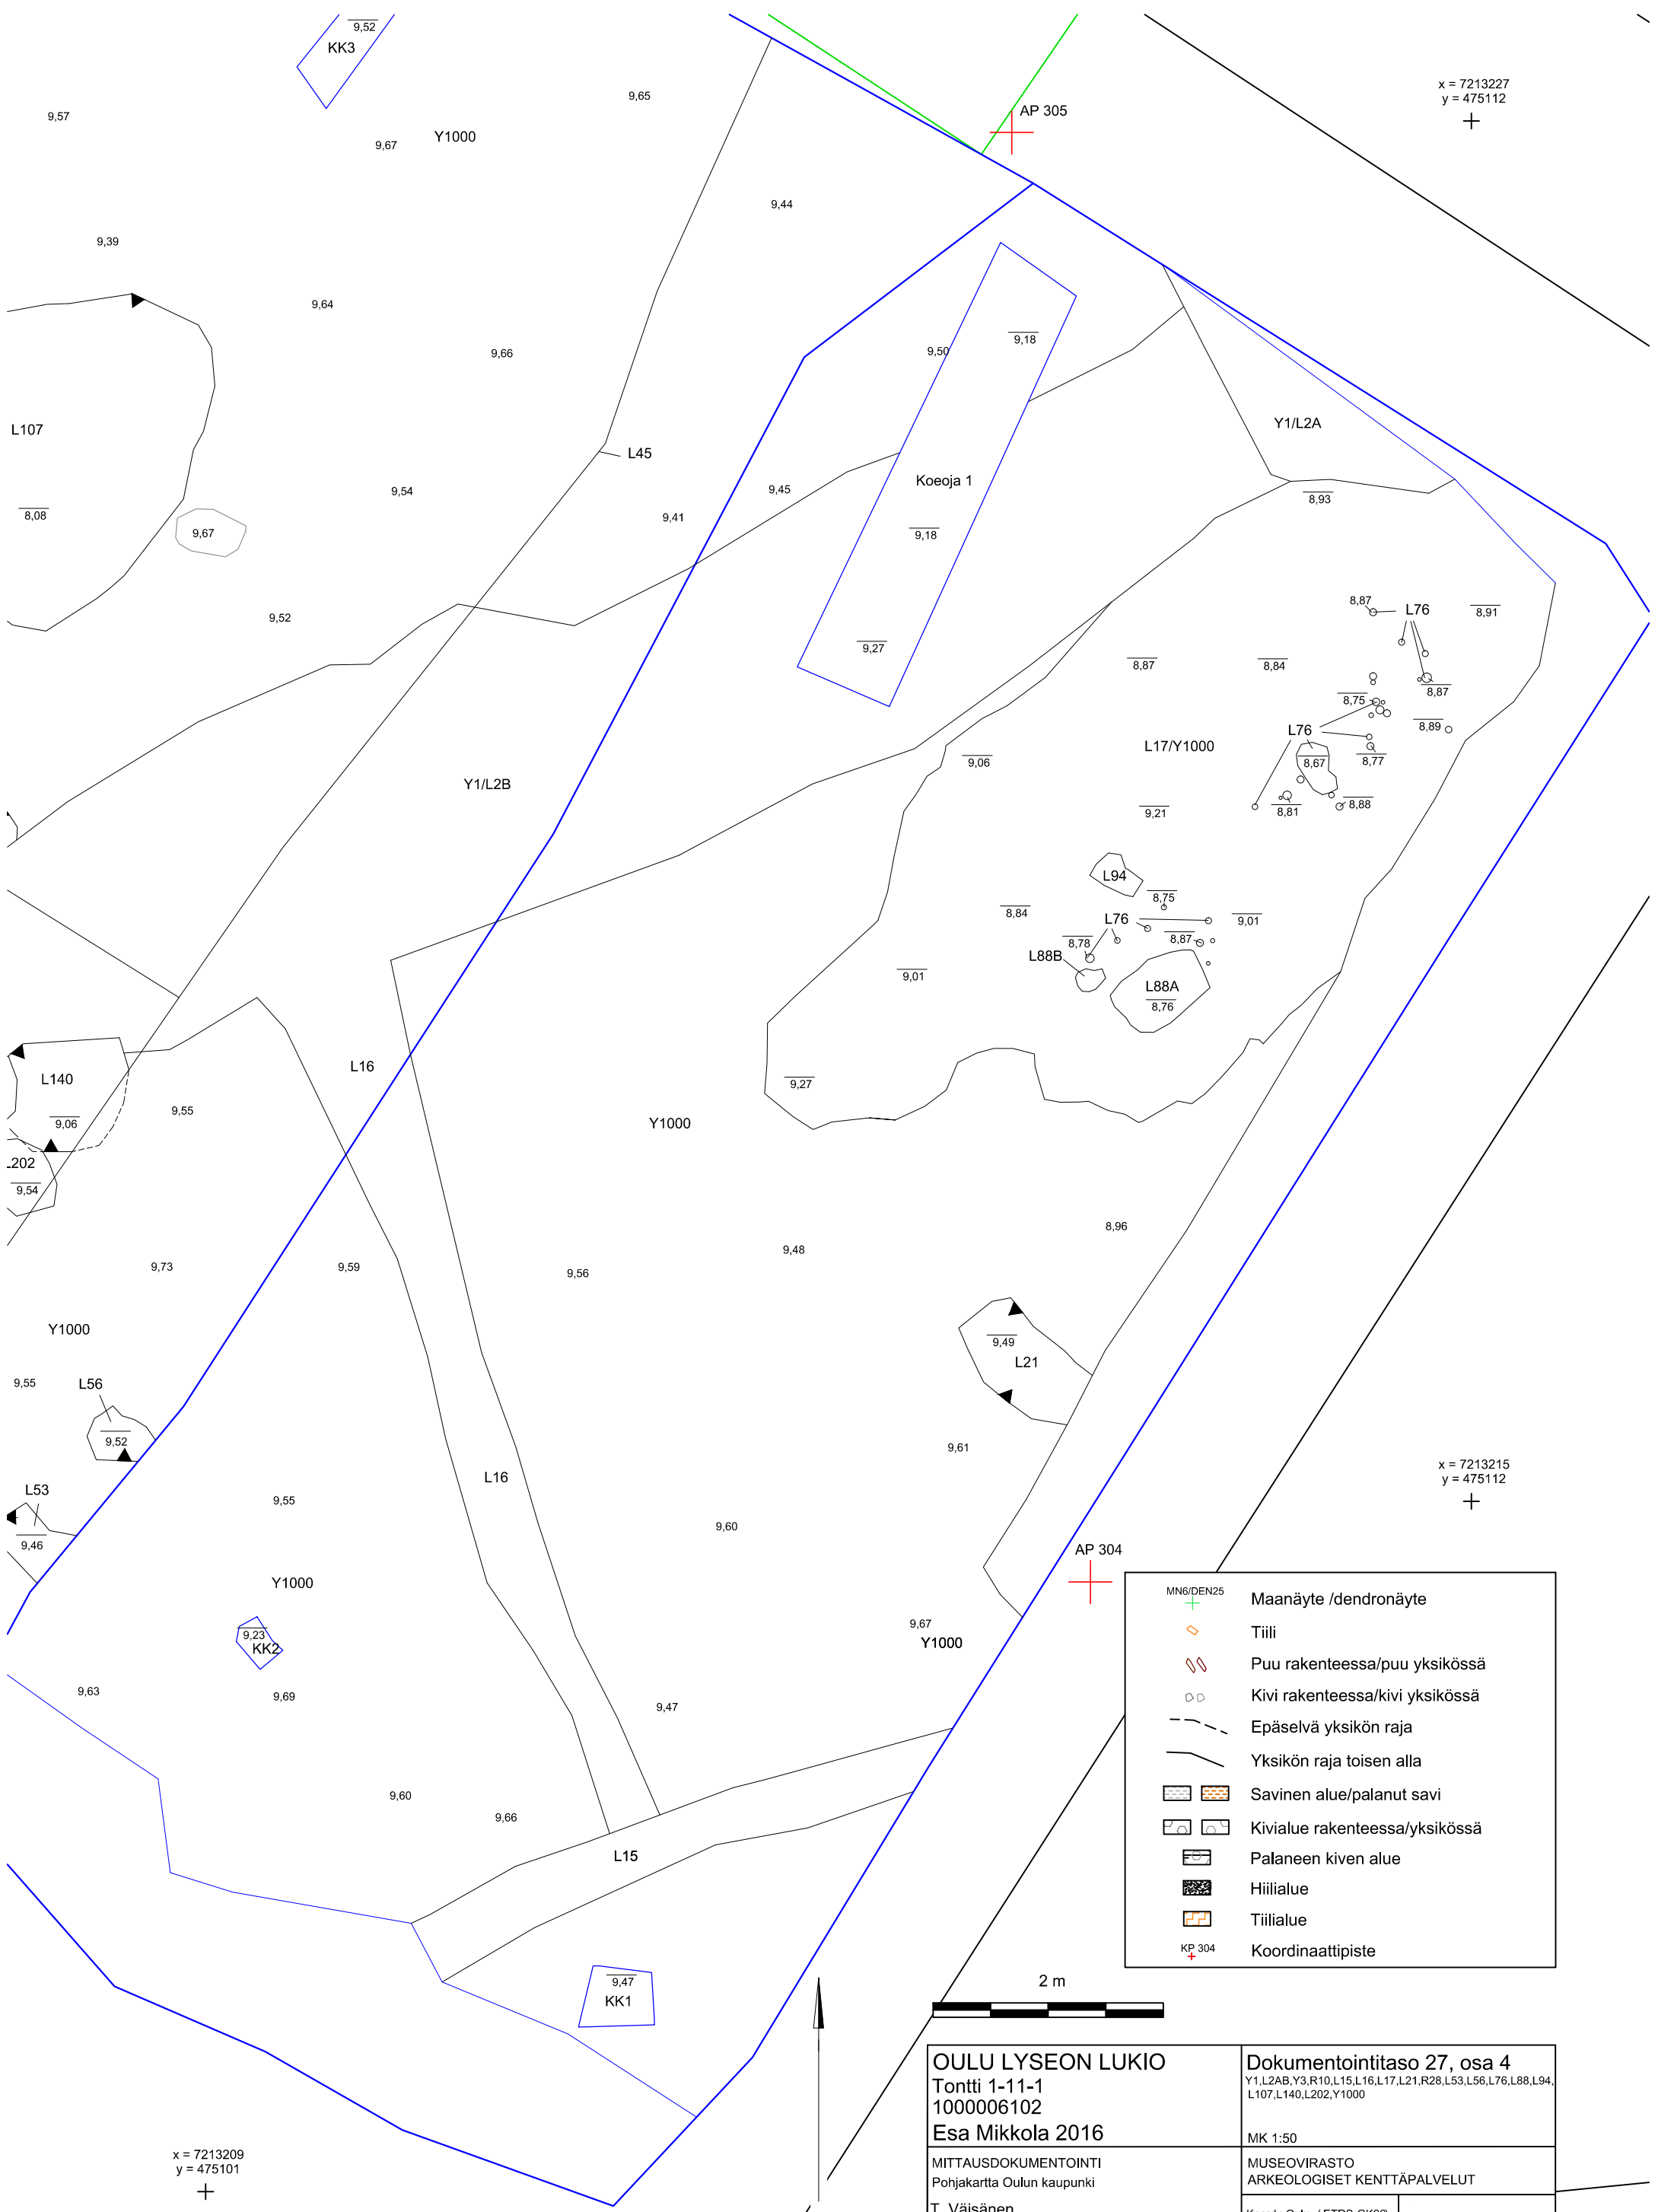 9,52
KK3
x = 7213227
y = 475112
9,65
AP 305
9,57
Y1000
9,67
9,44
9,39
9,64
9,18
9,50
9,66
Y1/L2A
L107
L45
Koeoja 1
9,45
9,54
8,93
8,08
9,41
9,67
9,18
8,87
L76
8,91
9,52
9,27
8,87
8,84
8,87
8,75
8,89
L76
L17/Y1000
9,06
8,67
8,77
Y1/L2B
8,88
9,21
8,81
L94
8,75
8,84
L76
9,01
8,78
8,87
L88B
9,01
L88A
8,76
L16
L140
9,27
9,55
9,06
Y1000
L202
9,54
8,96
9,48
9,73
9,59
9,56
Y1000
9,49
L21
9,55
L56
9,52
9,61
x = 7213215
y = 475112
L16
L53
9,55
9,60
9,46
AP 304
Y1000
MN6/DEN25
Maanäyte /dendronäyte
9,67
Tiili
9,23
Y1000
KK2
Puu rakenteessa/puu yksikössä
9,63
9,69
Kivi rakenteessa/kivi yksikössä
9,47
Epäselvä yksikön raja
Yksikön raja toisen alla
9,60
Savinen alue/palanut savi
9,66
Kivialue rakenteessa/yksikössä
L15
Palaneen kiven alue
Hiilialue
Tiilialue
KP 304
Koordinaattipiste
9,47
2 m
KK1
OULU LYSEON LUKIO
Tontti 1-11-1
1000006102
Esa Mikkola 2016
Dokumentointitaso 27, osa 4
Y1,L2AB,Y3,R10,L15,L16,L17,L21,R28,L53,L56,L76,L88,L94,
L107,L140,L202,Y1000
MK 1:50
x = 7213209
y = 475101
MITTAUSDOKUMENTOINTI
Pohjakartta Oulun kaupunki
T. Väisänen
MUSEOVIRASTO
ARKEOLOGISET KENTTÄPALVELUT